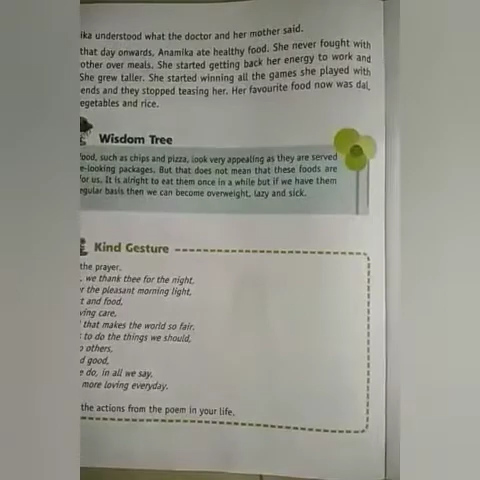 ika understood what the doctor and her mother said.
that day onwards, Anamika ate healthy food. She never fought with
other over meals. She started getting back her energy to work and
She grew taller. She started winning all the games she played with
ends and they stopped teasing her. Her favourite food now was dal,
egetables and rice.
Wisdom Tree
food, such as chips and pizza, look very appealing as they are served
e-looking packages. But that does not mean that these foods are
for us. It is alright to eat them once in a while but if we have them
egular basis then we can become overweight, lazy and sick.
Kind Gesture
the prayer.
, we thank thee for the night,
r the pleasant morning light,
t and food,
ving care,
that makes the world so fair.
to do the things we should,
o others,
d good,
e do, in all we say,
more loving everyday.
the actions from the poem in your life.